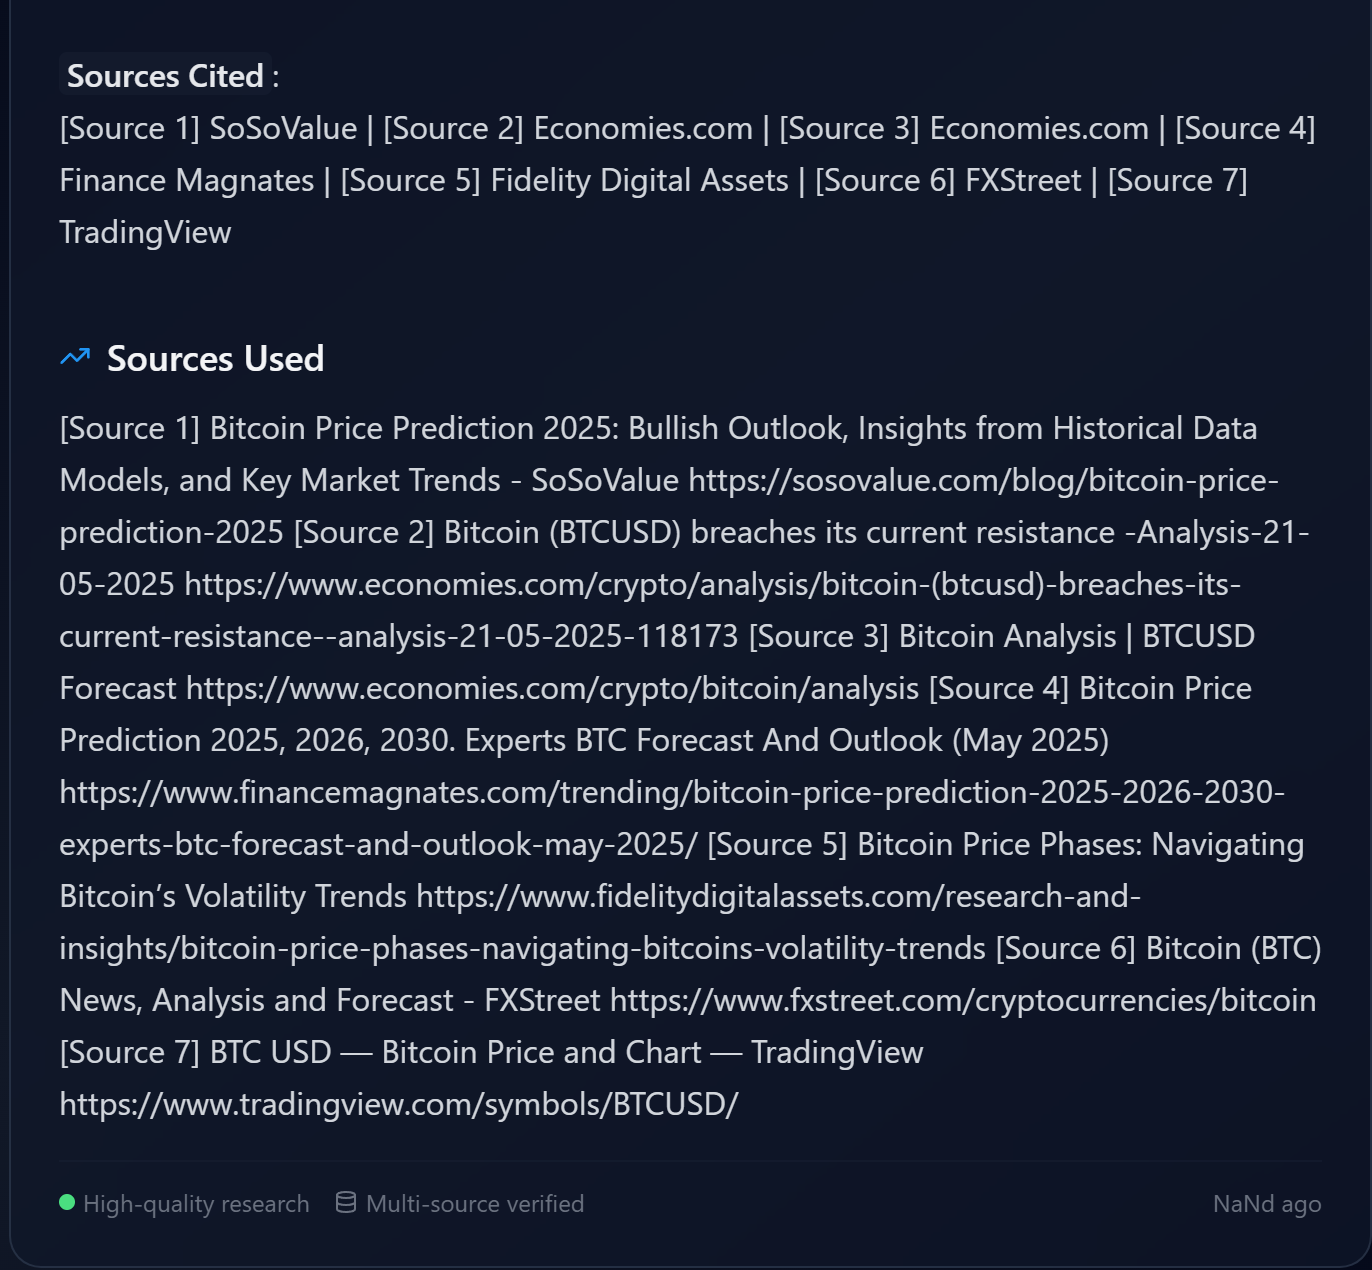 Sources Cited:
[Source 1] SoSoValue | [Source 2] Economies.com | [Source 3] Economies.com | [Source 4]
Finance Magnates | [Source 5] Fidelity Digital Assets | [Source 6] FXStreet | [Source 7]
TradingView
Sources Used
[Source 1] Bitcoin Price Prediction 2025: Bullish Outlook, Insights from Historical Data
Models, and Key Market Trends - SoSoValue https://sosovalue.com/blog/bitcoin-price-
prediction-2025 [Source 2] Bitcoin (BTCUSD) breaches its current resistance -Analysis-21-
05-2025 https://www.economies.com/crypto/analysis/bitcoin-(btcusd)-breaches-its-
current-resistance--analysis-21-05-2025-118173 [Source 3] Bitcoin Analysis | BTCUSD
Forecast https://www.economies.com/crypto/bitcoin/analysis [Source 4] Bitcoin Price
Prediction 2025, 2026, 2030. Experts BTC Forecast And Outlook (May 2025)
https://www.financemagnates.com/trending/bitcoin-price-prediction-2025-2026-2030-
experts-btc-forecast-and-outlook-may-2025/ [Source 5] Bitcoin Price Phases: Navigating
Bitcoin’s Volatility Trends https://www.fidelitydigitalassets.com/research-and-
insights/bitcoin-price-phases-navigating-bitcoins-volatility-trends [Source 6] Bitcoin (BTC)
News, Analysis and Forecast - FXStreet https://www.fxstreet.com/cryptocurrencies/bitcoin
[Source 7] BTC USD — Bitcoin Price and Chart — TradingView
https://www.tradingview.com/symbols/BTCUSD/
High-quality research Multi-source verified NaNd ago